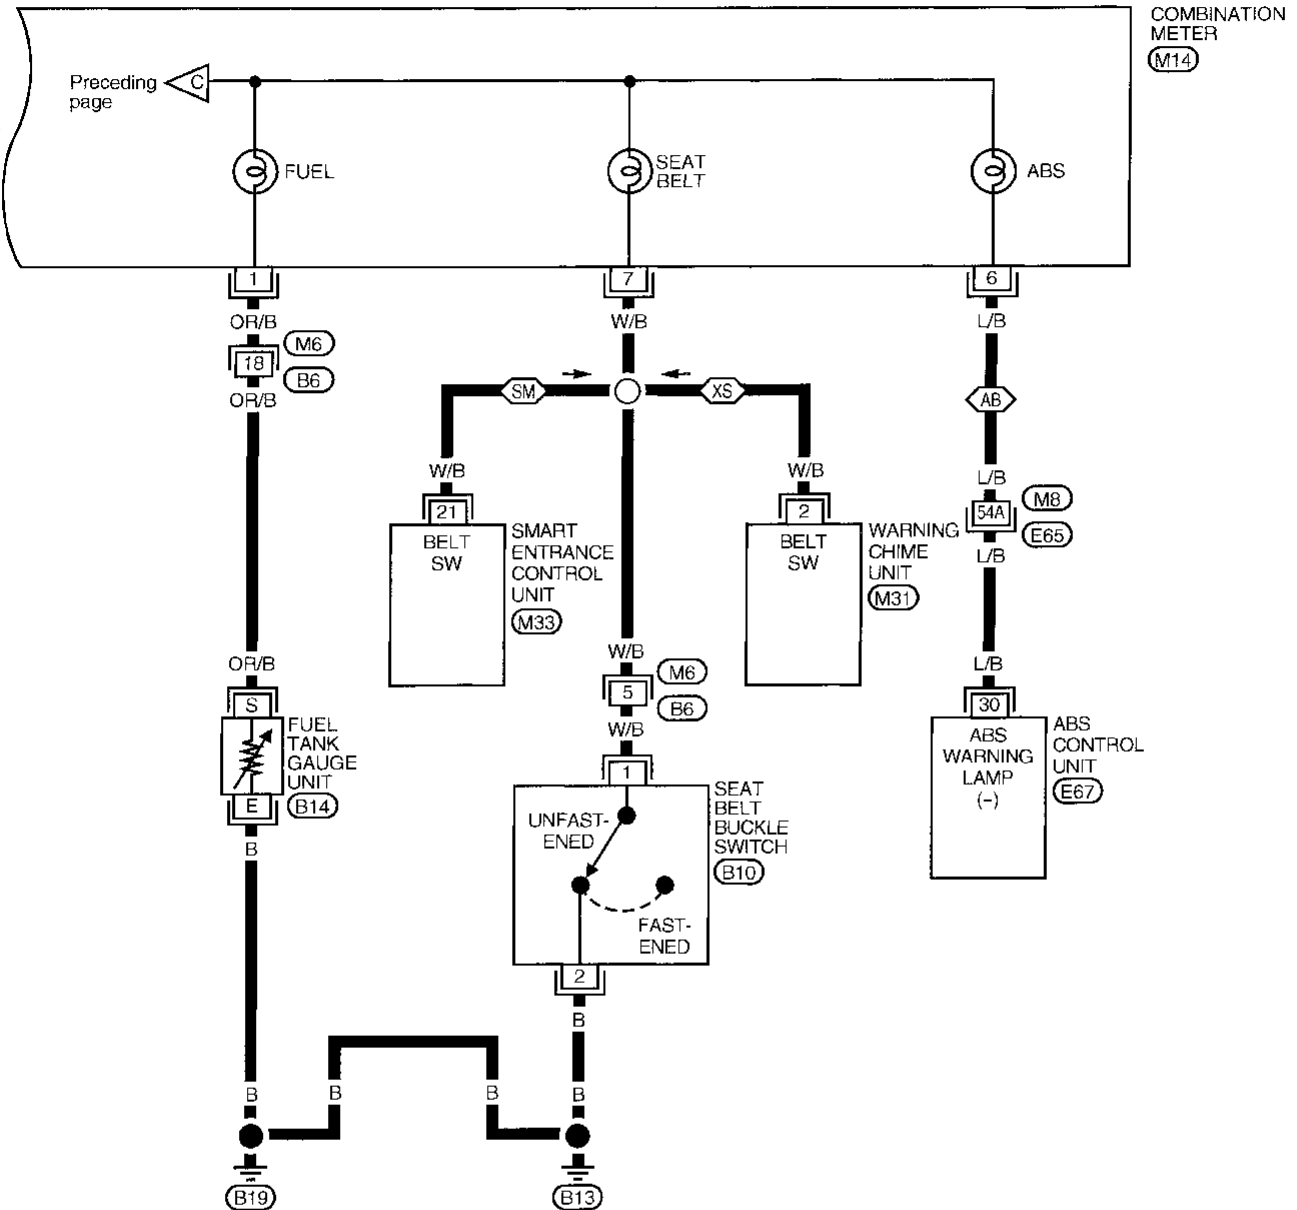 COMBINATION
METER
M14
Preceding
page
C
FUEL
SEAT
BELT
ABS
1
7
6
OR/B
W/B
L/B
M6
18
B6
OR/B
SM
XS
AB
W/B
W/B
L/B
21
2
54A
M8
E65
BELT
SW
SMART
ENTRANCE
CONTROL
UNIT
M33
BELT
SW
WARNING
CHIME
UNIT
M31
L/B
OR/B
W/B
L/B
M6
5
B6
W/B
S
FUEL
TANK
GAUGE
UNIT
B14
E
B
30
ABS
WARNING
LAMP
(-)
ABS
CONTROL
UNIT
E67
1
SEAT
BELT
BUCKLE
SWITCH
B10
UNFAST-
ENED
FAST-
ENED
2
B
B
B
B
B
B19
B13